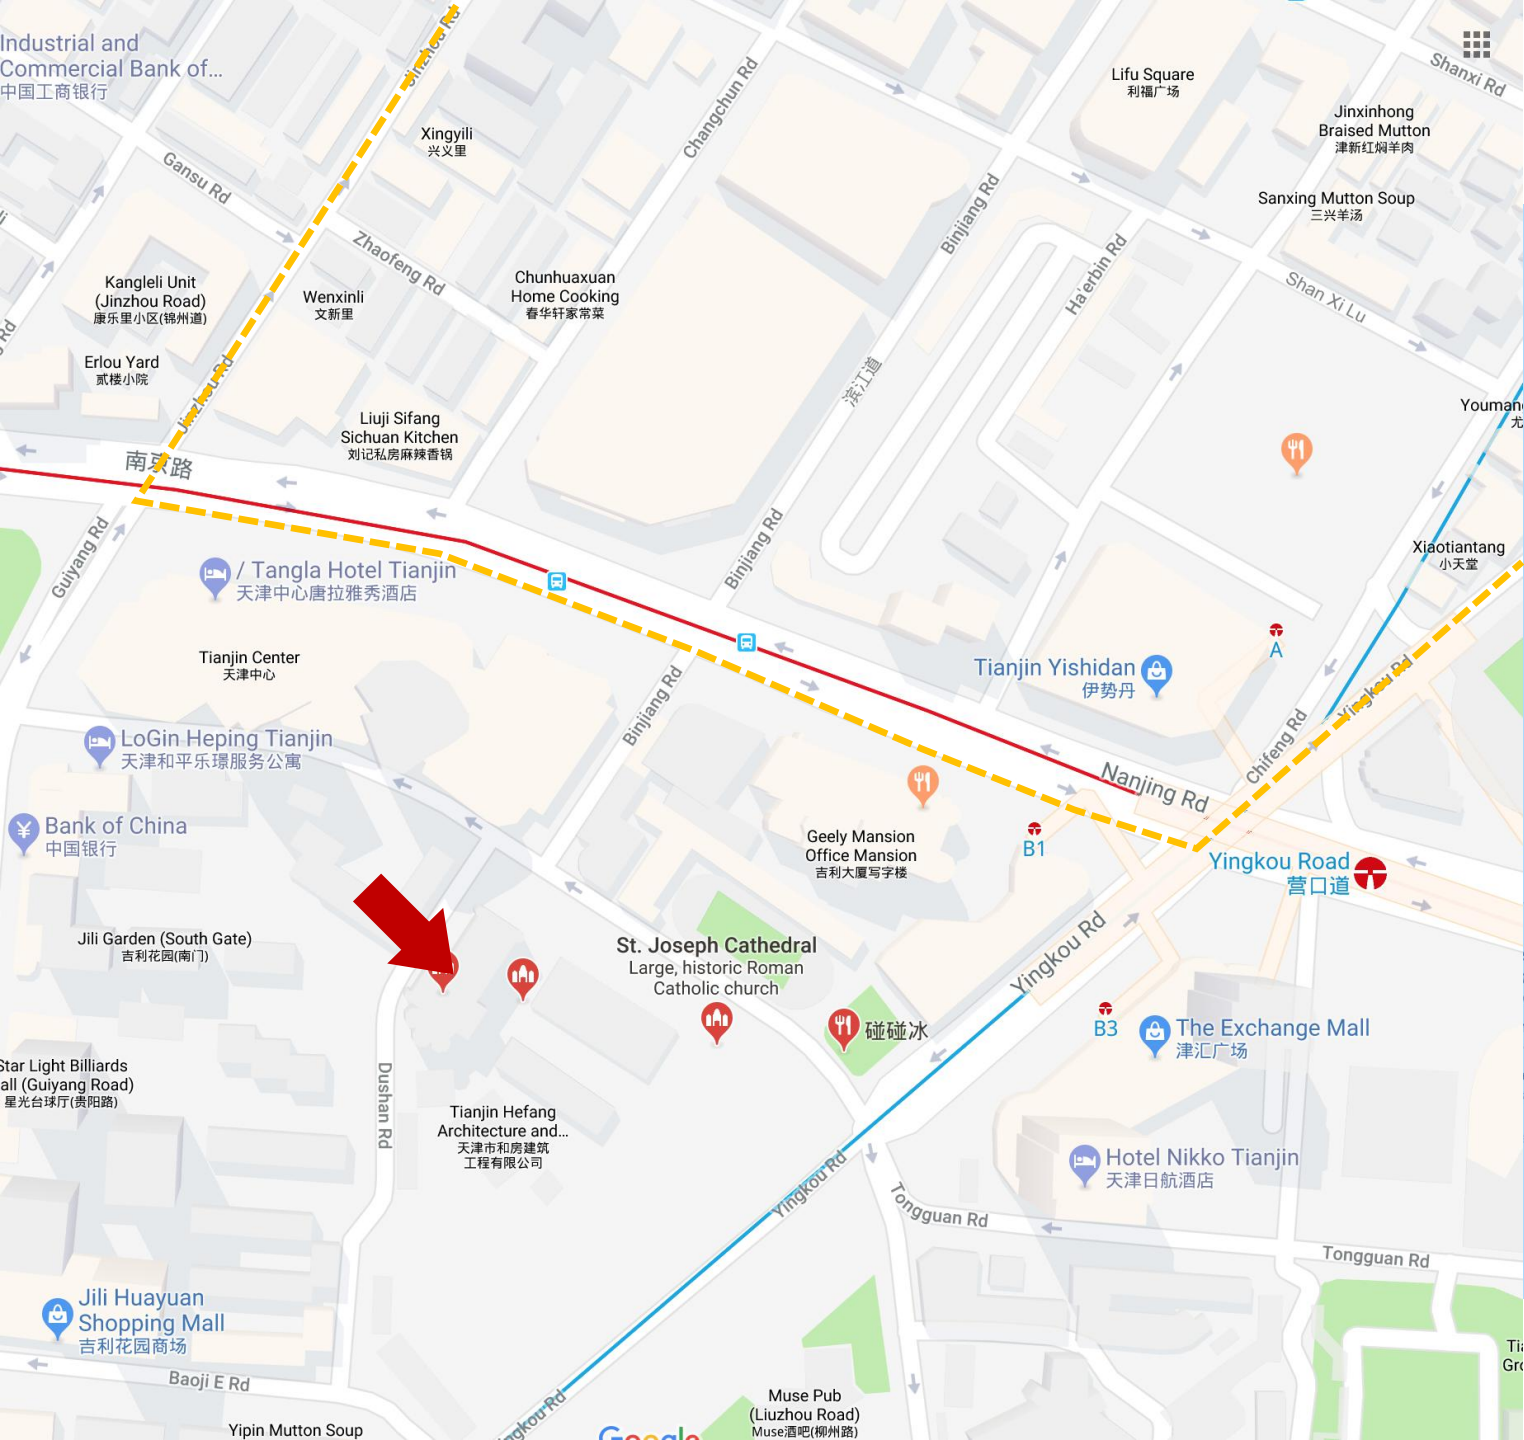 Industrial and
Commercial Bank of...
中国工商银行
Jinzhou Rd
Xingyili
兴义里
Changchun Rd
Lifu Square
利福广场
Shanxi Rd
Jinxinhong
Braised Mutton
津新红焖羊肉
Gansu Rd
Sanxing Mutton Soup
三兴羊汤
Binjiang Rd
Zhaofeng Rd
Ha'erbin Rd
Shan Xi Lu
Kangleli Unit
(Jinzhou Road)
康乐里小区(锦州道)
Wenxinli
文新里
Chunhuaxuan
Home Cooking
春华轩家常菜
Rd
Erlou Yard
贰楼小院
Jinzhou Rd
滨江道
Liuji Sifang
Sichuan Kitchen
刘记私房麻辣香锅
Youman
尤
南京路
Guiyang Rd
Binjiang Rd
Xiaotiantang
小天堂
/ Tangla Hotel Tianjin
天津中心唐拉雅秀酒店
A
Tianjin Center
天津中心
Tianjin Yishidan
伊势丹
Yingkou Rd
Binjiang Rd
Chifeng Rd
LoGin Heping Tianjin
天津和平乐璟服务公寓
Nanjing Rd
Bank of China
中国银行
Geely Mansion
Office Mansion
吉利大厦写字楼
B1
Yingkou Road
营口道
Jili Garden (South Gate)
吉利花园(南门)
St. Joseph Cathedral
Large, historic Roman
Catholic church
Yingkou Rd
碰碰冰
B3
The Exchange Mall
津汇广场
Star Light Billiards
all (Guiyang Road)
星光台球厅(贵阳路)
Dushan Rd
Tianjin Hefang
Architecture and...
天津市和房建筑
工程有限公司
Yingkou Rd
Hotel Nikko Tianjin
天津日航酒店
Tongguan Rd
Tongguan Rd
Jili Huayuan
Shopping Mall
吉利花园商场
Tia
Gro
Baoji E Rd
Muse Pub
(Liuzhou Road)
Muse酒吧(柳州路)
ngkou Rd
Yipin Mutton Soup
Google